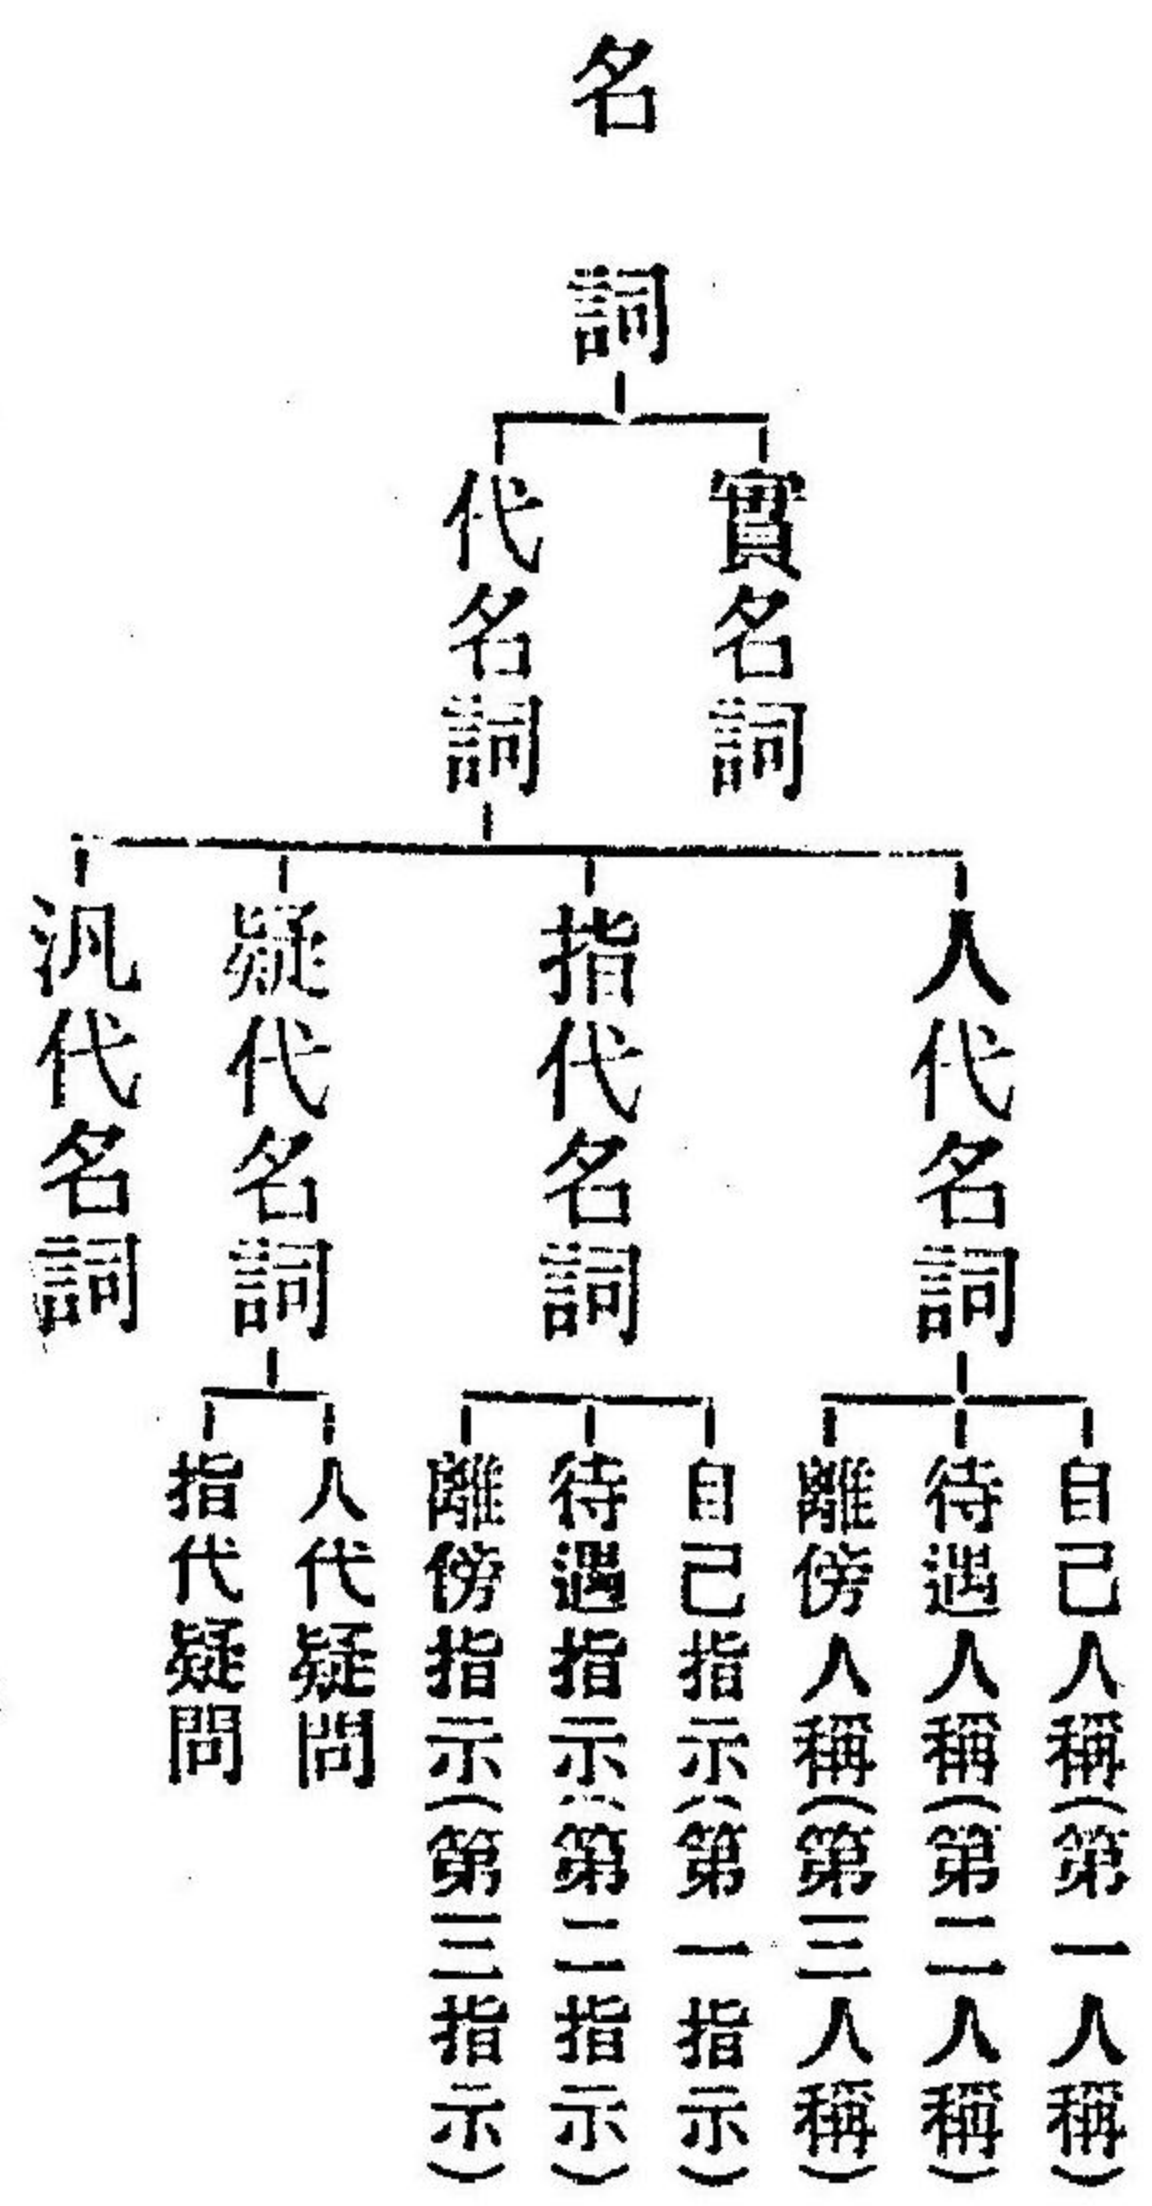 名詞
實名詞
代名詞
人代名詞
指代名詞
疑代名詞
汎代名詞
自己人稱(第一人稱)
待遇人稱(第二人稱)
離傍人稱(第三人稱)
自己指示(第一指示)
待遇指示(第二指示)
離傍指示(第三指示)
人代疑問
指代疑問